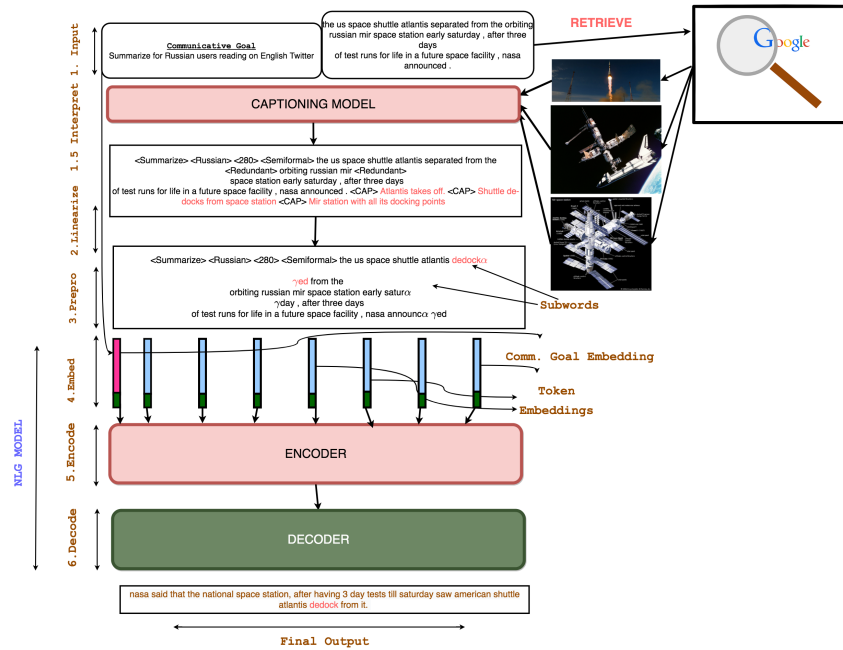 1. Input
Communicative Goal
Summarize for Russian users reading on English Twitter
the us space shuttle atlantis separated from the orbiting
russian mir space station early saturday , after three
days
of test runs for life in a future space facility , nasa
announced .
RETRIEVE
Google
1.5 Interpret
CAPTIONING MODEL
<Summarize> <Russian> <280> <Semiformal> the us space shuttle atlantis separated from the
<Redundant> orbiting russian mir <Redundant>
space station early saturday , after three days
of test runs for life in a future space facility , nasa announced . <CAP> Atlantis takes off. <CAP> Shuttle de-
docks from space station <CAP> Mir station with all its docking points
2.Linearize
<Summarize> <Russian> <280> <Semiformal> the us space shuttle atlantis dedockα
γed from the
orbiting russian mir space station early saturα
γday , after three days
of test runs for life in a future space facility , nasa announcα γed
3.Prepro
Subwords
4.Embed
Comm. Goal Embedding
Token
Embeddings
NLG MODEL
5.Encode
ENCODER
6.Decode
DECODER
nasa said that the national space station, after having 3 day tests till saturday saw american shuttle
atlantis dedock from it.
Final Output